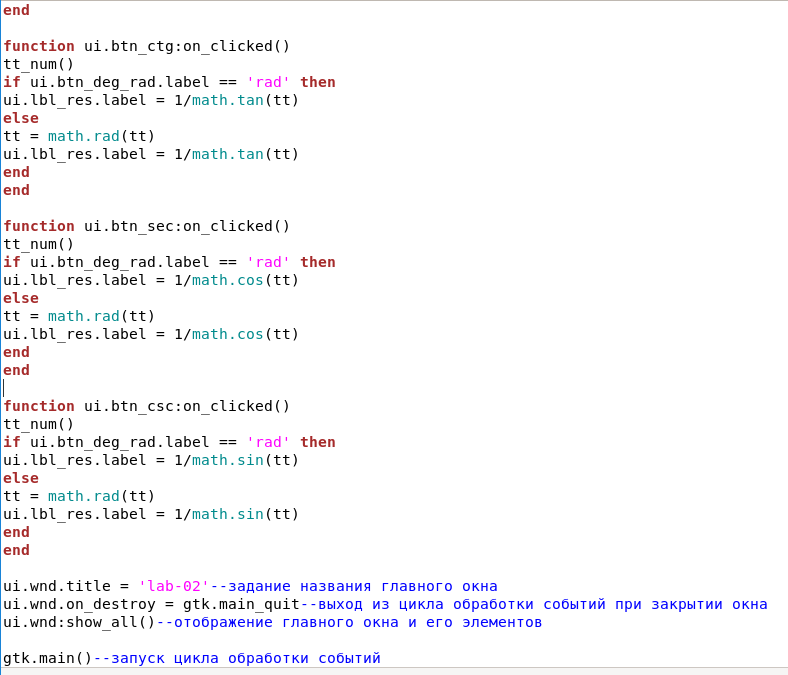 end
function ui.btn_ctg:on_clicked()
tt_num()
if ui.btn_deg_rad.label == 'rad' then
ui.lbl_res.label = 1/math.tan(tt)
else
tt = math.rad(tt)
ui.lbl_res.label = 1/math.tan(tt)
end
end
function ui.btn_sec:on_clicked()
tt_num()
if ui.btn_deg_rad.label == 'rad' then
ui.lbl_res.label = 1/math.cos(tt)
else
tt = math.rad(tt)
ui.lbl_res.label = 1/math.cos(tt)
end
end
function ui.btn_csc:on_clicked()
tt_num()
if ui.btn_deg_rad.label == 'rad' then
ui.lbl_res.label = 1/math.sin(tt)
else
tt = math.rad(tt)
ui.lbl_res.label = 1/math.sin(tt)
end
end
ui.wnd.title = 'lab-02'--задание названия главного окна
ui.wnd.on_destroy = gtk.main_quit--выход из цикла обработки событий при закрытии окна
ui.wnd:show_all()--отображение главного окна и его элементов
gtk.main()--запуск цикла обработки событий